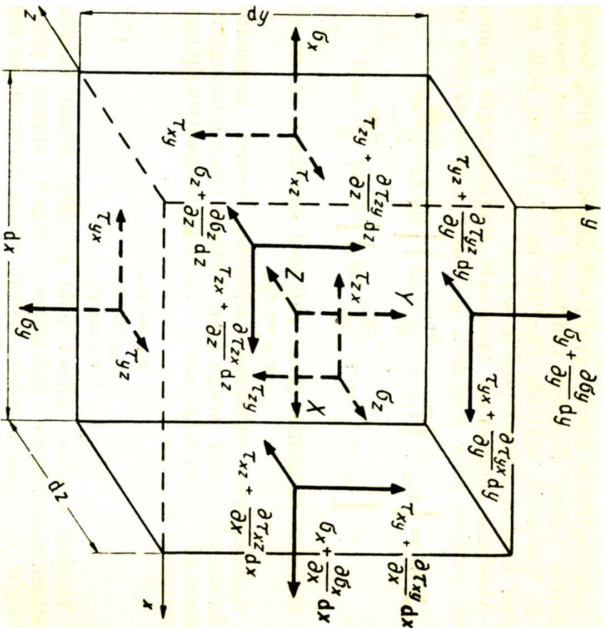 y
σy + ∂σy/∂y dy
τyz + ∂τyz/∂y dy
τyx + ∂τyx/∂y dy
z
dy
σx
τxy
τxz
τzy + ∂τzy/∂z dz
σz + ∂σz/∂z dz
τzx + ∂τzx/∂z dz
Y
Z
X
τzx
τzy
σz
τxy + ∂τxy/∂x dx
σx + ∂σx/∂x dx
τxz + ∂τxz/∂x dx
τyx
τyz
σy
x
dx
dz